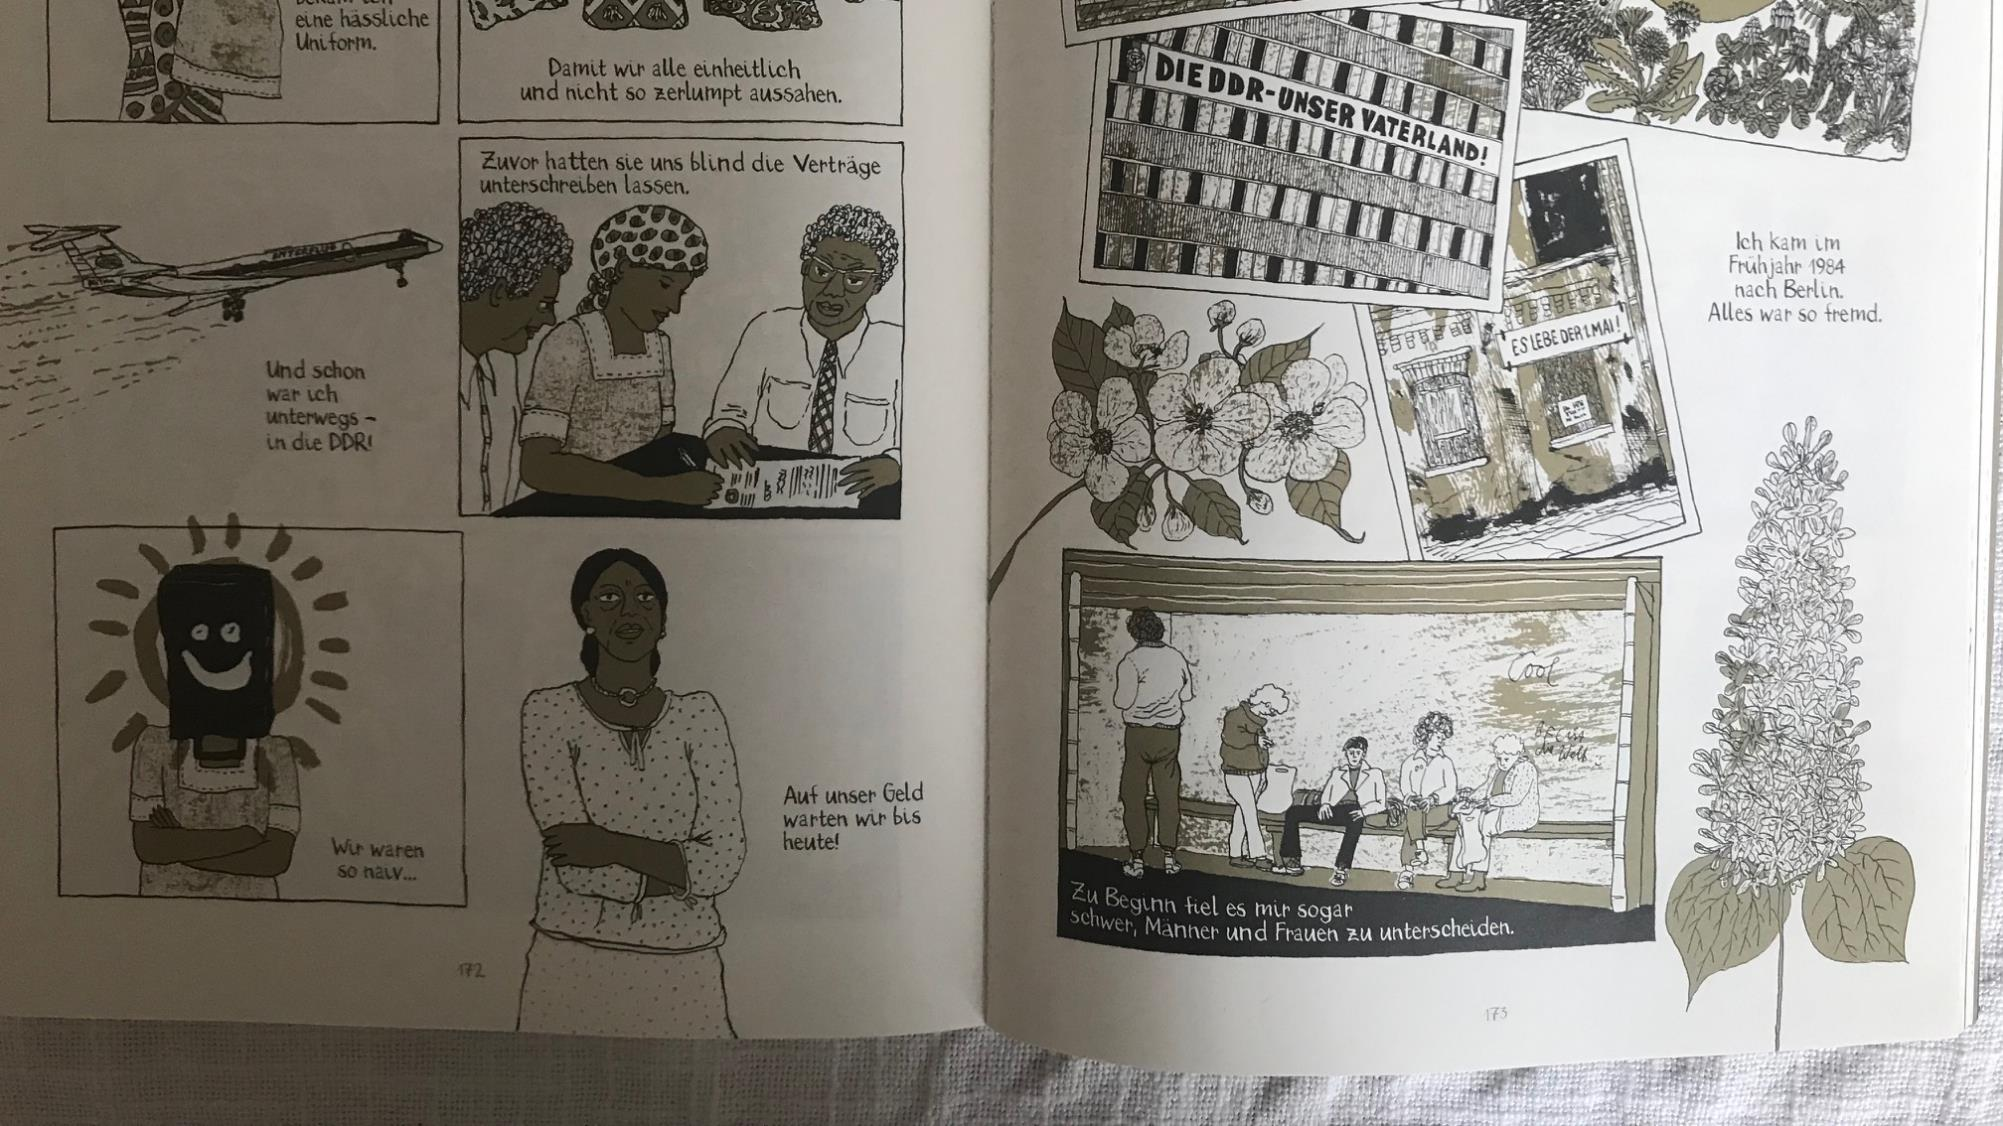 eine hässliche
Uniform.
Damit wir alle einheitlich
und nicht so zerlumpt aussahen.
Zuvor hatten sie uns blind die Verträge
unterschreiben lassen.
INTERFLUG
Und schon
war ich
unterwegs –
in die DDR!
Wir waren
so naiv...
Auf unser Geld
warten wir bis
heute!
172
DIE DDR-UNSER VATERLAND!
ES LEBE DER 1. MAI!
Ich kam im
Frühjahr 1984
nach Berlin.
Alles war so fremd.
Cool
Zu Beginn fiel es mir sogar
schwer, Männer und Frauen zu unterscheiden.
173